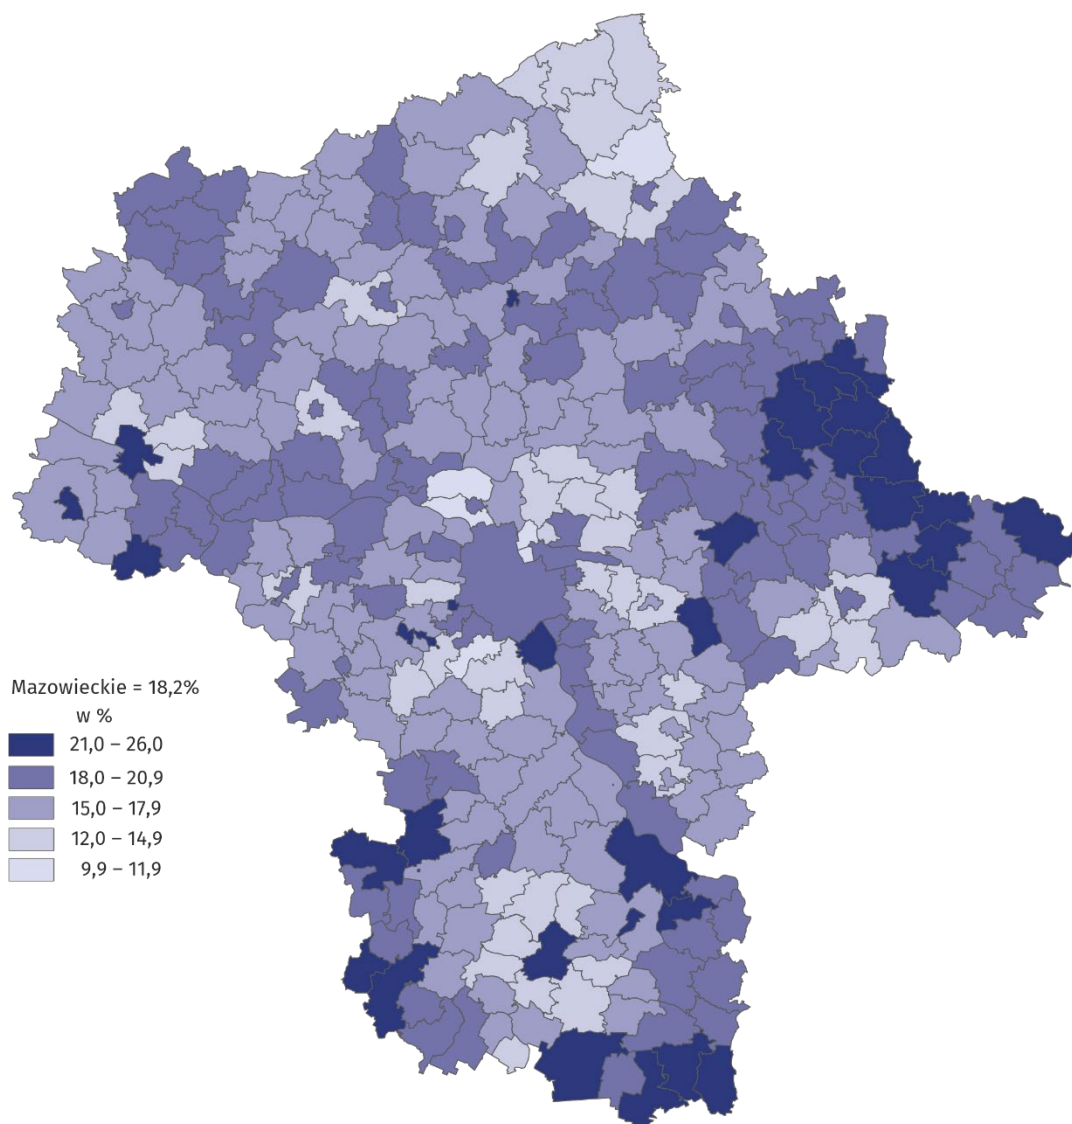 Mazowieckie = 18,2%
w %
21,0 – 26,0
18,0 – 20,9
15,0 – 17,9
12,0 – 14,9
9,9 – 11,9